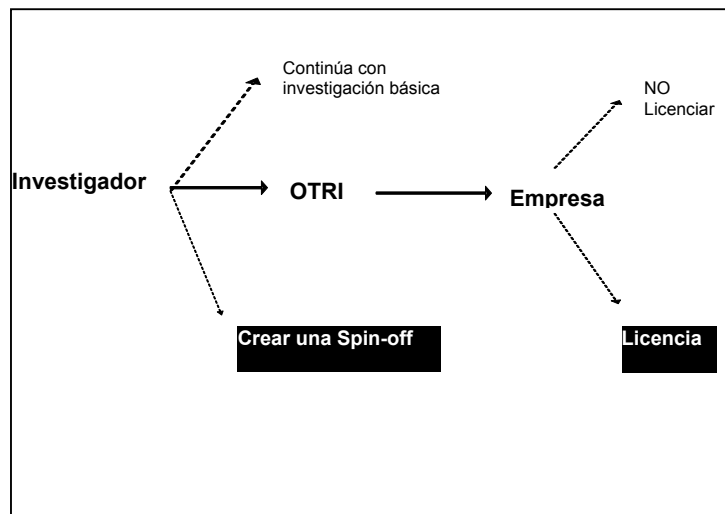 Continúa con
investigación básica
NO
Licenciar
Investigador
OTRI
Empresa
Crear una Spin-off
Licencia